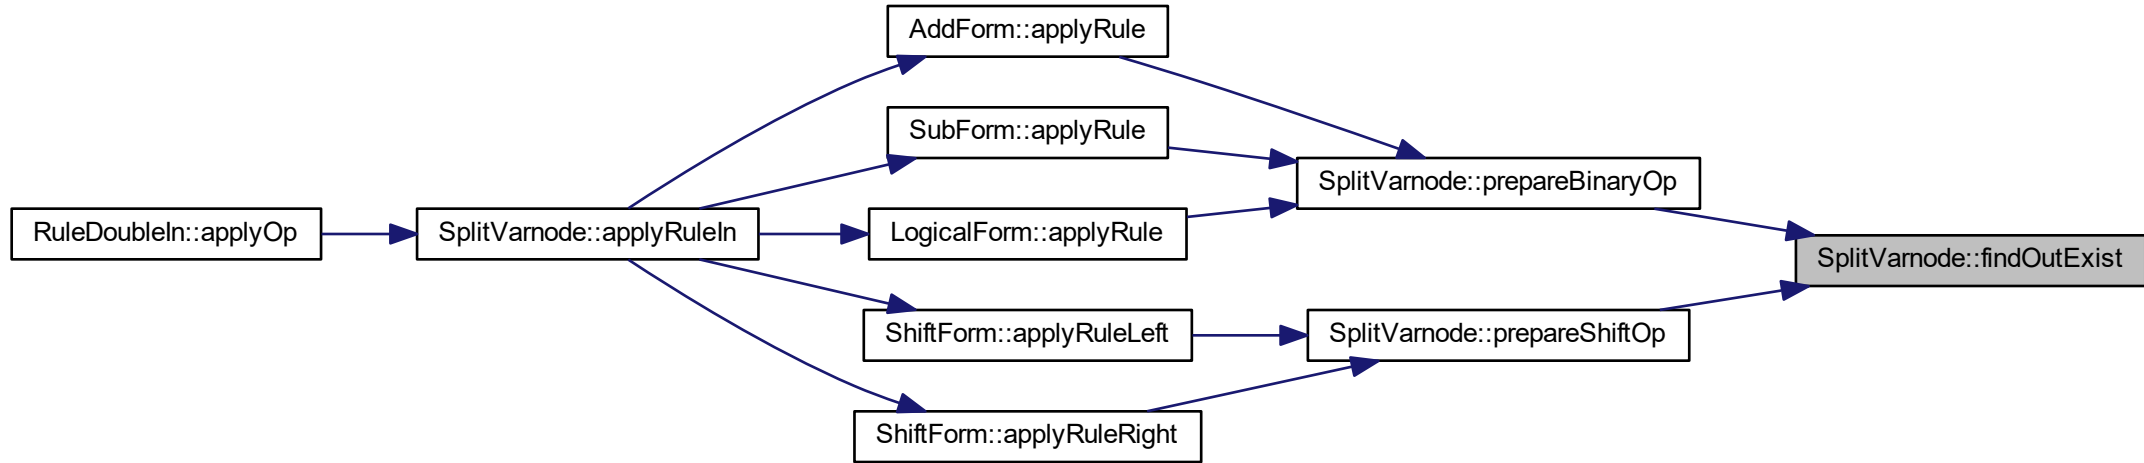 AddForm::applyRule
SubForm::applyRule
SplitVarnode::prepareBinaryOp
RuleDoubleIn::applyOp
SplitVarnode::applyRuleIn
LogicalForm::applyRule
SplitVarnode::findOutExist
ShiftForm::applyRuleLeft
SplitVarnode::prepareShiftOp
ShiftForm::applyRuleRight